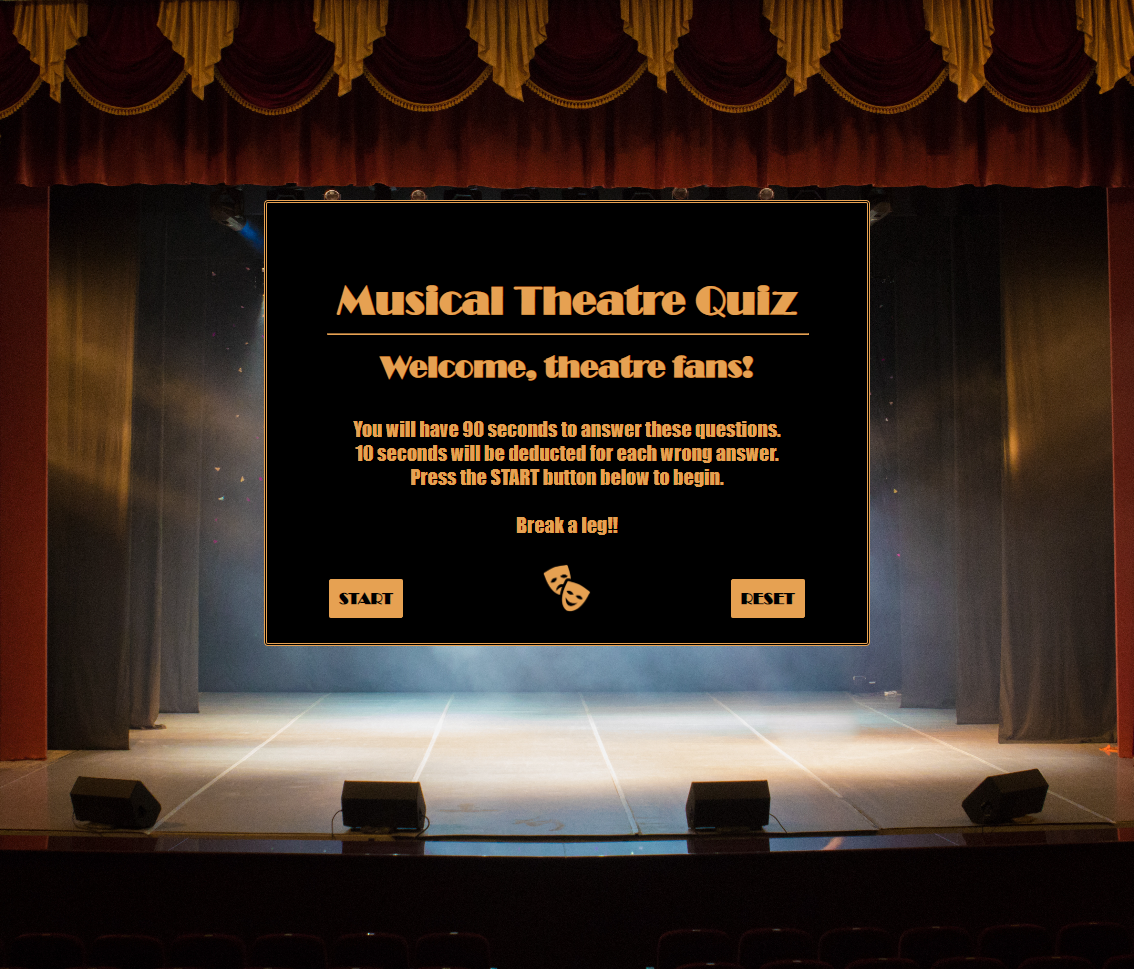 Musical Theatre Quiz
Welcome, theatre fans!
You will have 90 seconds to answer these questions.
10 seconds will be deducted for each wrong answer.
Press the START button below to begin.
Break a leg!!
START
RESET